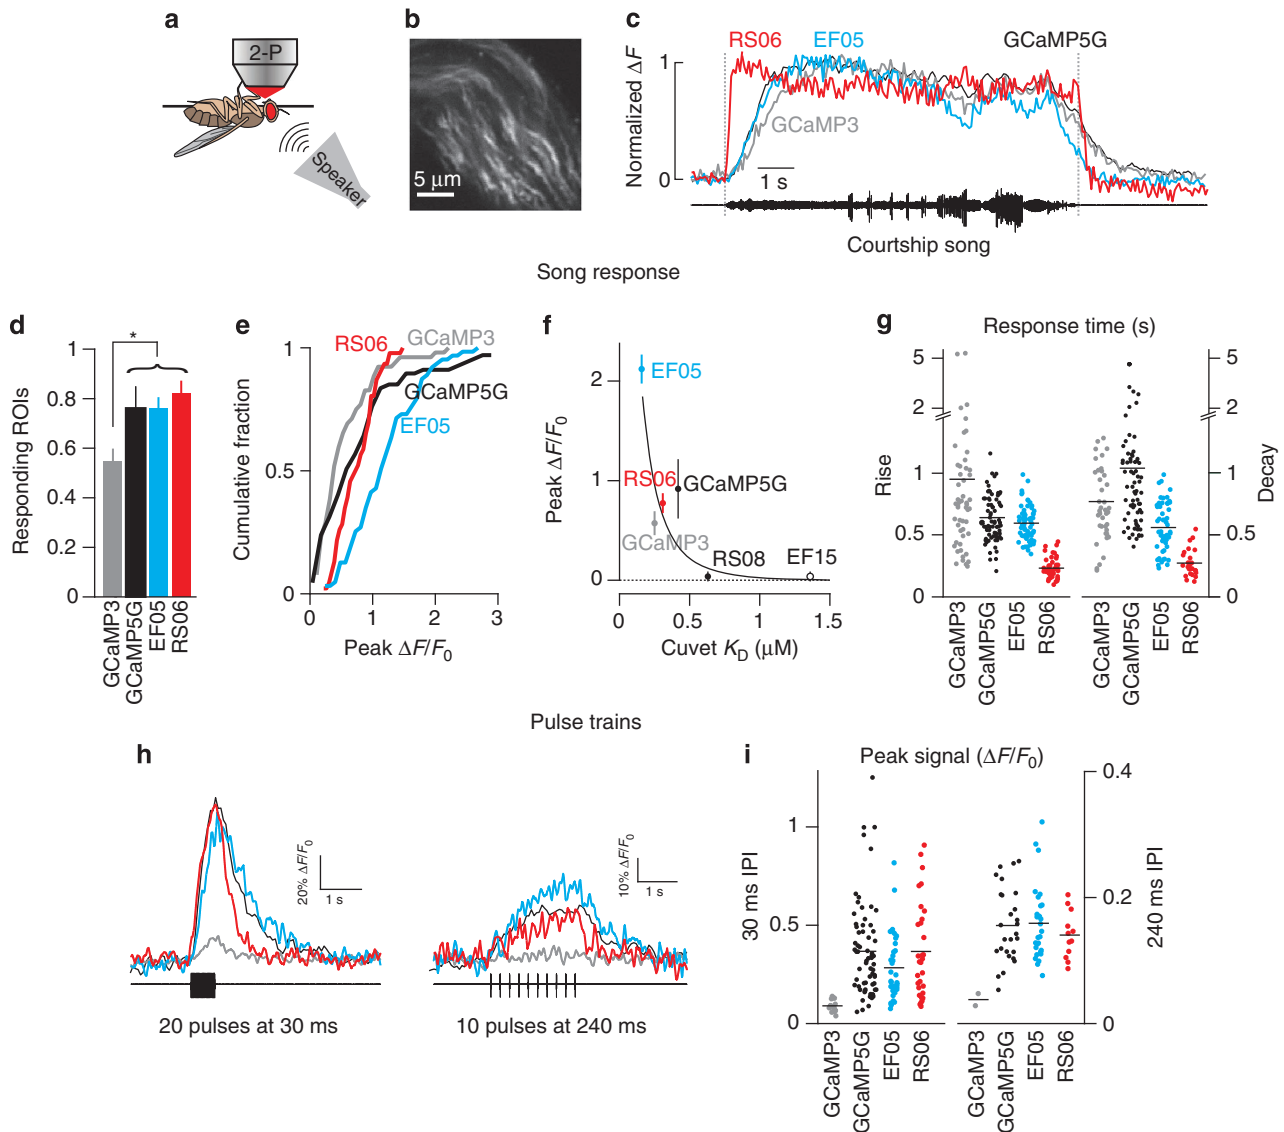 a
2-P
Speaker
b
5 μm
c
RS06
EF05
GCaMP5G
GCaMP3
Normalized ΔF
1
0
1 s
Courtship song
Song response
d
*
Responding ROIs
1
0.8
0.6
0.4
0.2
0
GCaMP3
GCaMP5G
EF05
RS06
e
RS06
GCaMP3
GCaMP5G
EF05
Cumulative fraction
1
0.5
0
0
1
2
3
Peak ΔF/F0
f
EF05
RS06
GCaMP5G
GCaMP3
RS08
EF15
Peak ΔF/F0
2
1
0
0
0.5
1
1.5
Cuvet KD (μM)
g
Response time (s)
Rise
5
2
1
0.5
0
Decay
5
2
1
0.5
0
GCaMP3
GCaMP5G
EF05
RS06
GCaMP3
GCaMP5G
EF05
RS06
Pulse trains
h
20% ΔF/F0
1 s
20 pulses at 30 ms
10% ΔF/F0
1 s
10 pulses at 240 ms
i
Peak signal (ΔF/F0)
30 ms IPI
1
0.5
0
240 ms IPI
0.4
0.2
0
GCaMP3
GCaMP5G
EF05
RS06
GCaMP3
GCaMP5G
EF05
RS06